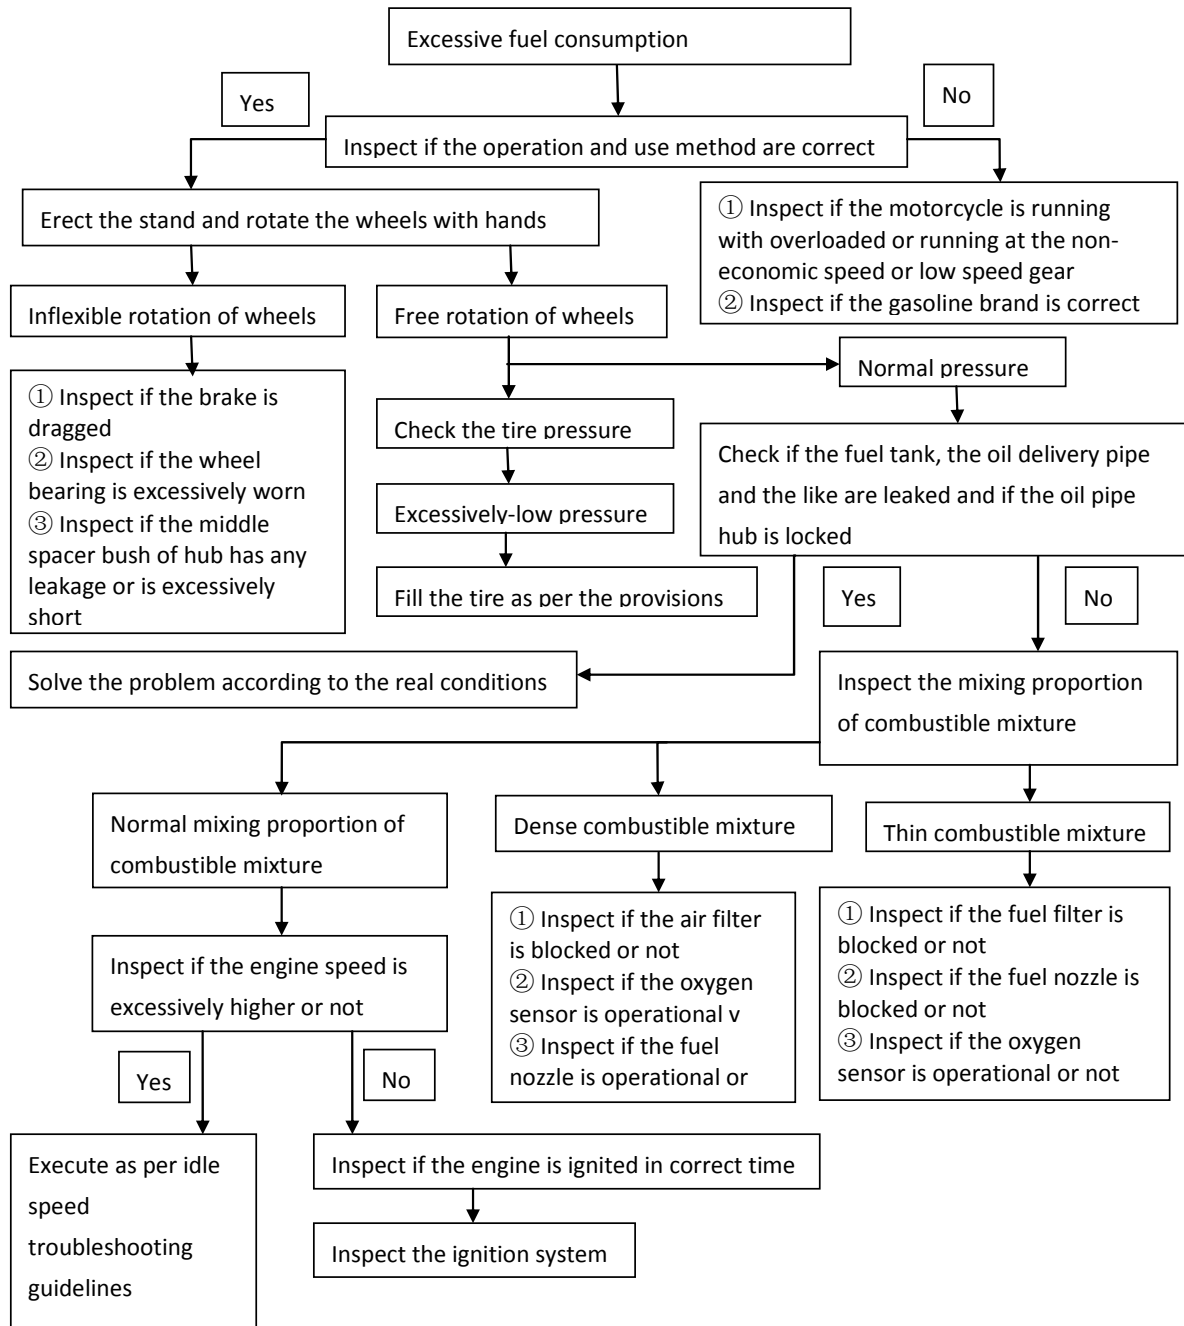 Excessive fuel consumption
Yes
No
Inspect if the operation and use method are correct
Erect the stand and rotate the wheels with hands
① Inspect if the motorcycle is running
with overloaded or running at the non-
economic speed or low speed gear
② Inspect if the gasoline brand is correct
Inflexible rotation of wheels
Free rotation of wheels
Normal pressure
① Inspect if the brake is
dragged
② Inspect if the wheel
bearing is excessively worn
③ Inspect if the middle
spacer bush of hub has any
leakage or is excessively
short
Check the tire pressure
Excessively-low pressure
Fill the tire as per the provisions
Check if the fuel tank, the oil delivery pipe
and the like are leaked and if the oil pipe
hub is locked
Yes
No
Solve the problem according to the real conditions
Inspect the mixing proportion
of combustible mixture
Normal mixing proportion of
combustible mixture
Dense combustible mixture
Thin combustible mixture
Inspect if the engine speed is
excessively higher or not
① Inspect if the air filter
is blocked or not
② Inspect if the oxygen
sensor is operational v
③ Inspect if the fuel
nozzle is operational or
① Inspect if the fuel filter is
blocked or not
② Inspect if the fuel nozzle is
blocked or not
③ Inspect if the oxygen
sensor is operational or not
Yes
No
Execute as per idle
speed
troubleshooting
guidelines
Inspect if the engine is ignited in correct time
Inspect the ignition system